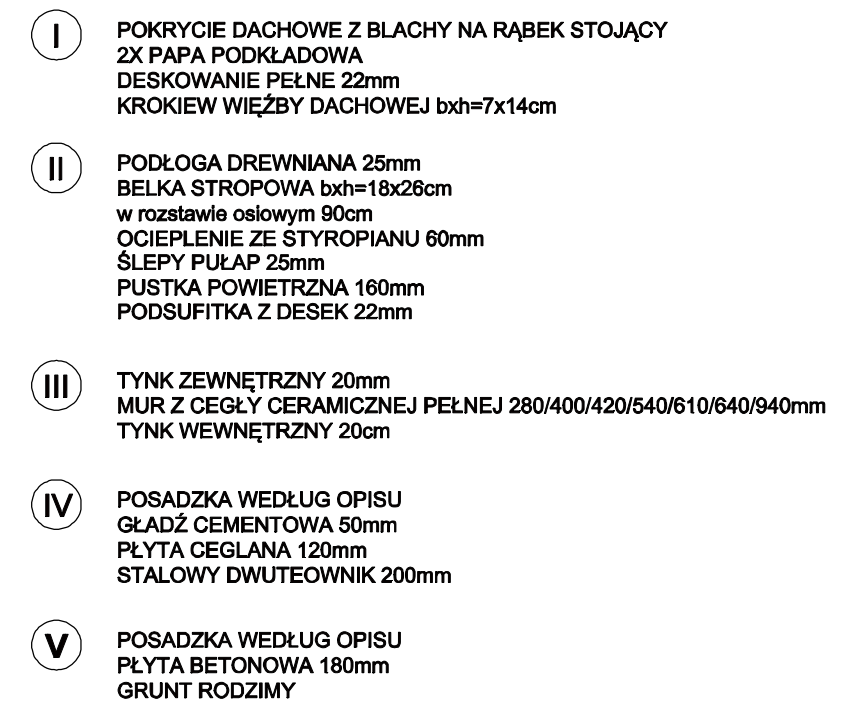 I
POKRYCIE DACHOWE Z BLACHY NA RĄBEK STOJĄCY
2X PAPA PODKŁADOWA
DESKOWANIE PEŁNE 22mm
KROKIEW WIĘŹBY DACHOWEJ bxh=7x14cm
II
PODŁOGA DREWNIANA 25mm
BELKA STROPOWA bxh=18x26cm
w rozstawie osiowym 90cm
OCIEPLENIE ZE STYROPIANU 60mm
ŚLEPY PUŁAP 25mm
PUSTKA POWIETRZNA 160mm
PODSUFITKA Z DESEK 22mm
III
TYNK ZEWNĘTRZNY 20mm
MUR Z CEGŁY CERAMICZNEJ PEŁNEJ 280/400/420/540/610/640/940mm
TYNK WEWNĘTRZNY 20cm
IV
POSADZKA WEDŁUG OPISU
GŁADŹ CEMENTOWA 50mm
PŁYTA CEGLANA 120mm
STALOWY DWUTEOWNIK 200mm
V
POSADZKA WEDŁUG OPISU
PŁYTA BETONOWA 180mm
GRUNT RODZIMY